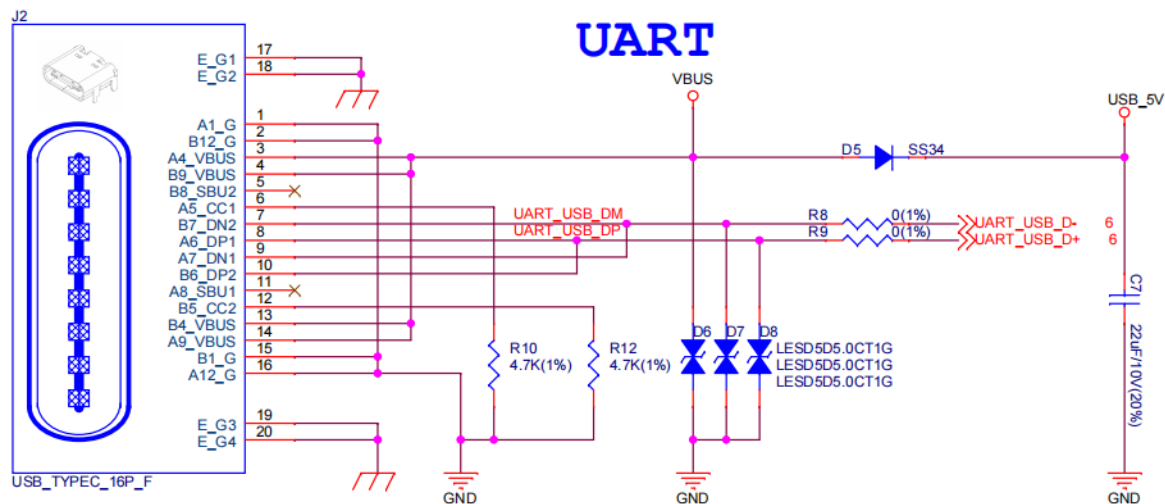 J2
UART
E_G1 17
E_G2 18
VBUS
USB_5V
A1_G 1
B12_G 2
A4_VBUS 3
D5 SS34
B9_VBUS 4
B8_SBU2 5
A5_CC1 6
B7_DN2 7
UART_USB_DM
R8 0(1%) UART_USB_D- 6
A6_DP1 8
UART_USB_DP
R9 0(1%) UART_USB_D+ 6
A7_DN1 9
B6_DP2 10
A8_SBU1 11
B5_CC2 12
B4_VBUS 13
A9_VBUS 14
B1_G 15
A12_G 16
C7
22uF/10V(20%)
R10
4.7K(1%)
R12
4.7K(1%)
D6 D7 D8
LESD5D5.0CT1G
LESD5D5.0CT1G
LESD5D5.0CT1G
E_G3 19
E_G4 20
USB_TYPEC_16P_F
GND
GND
GND